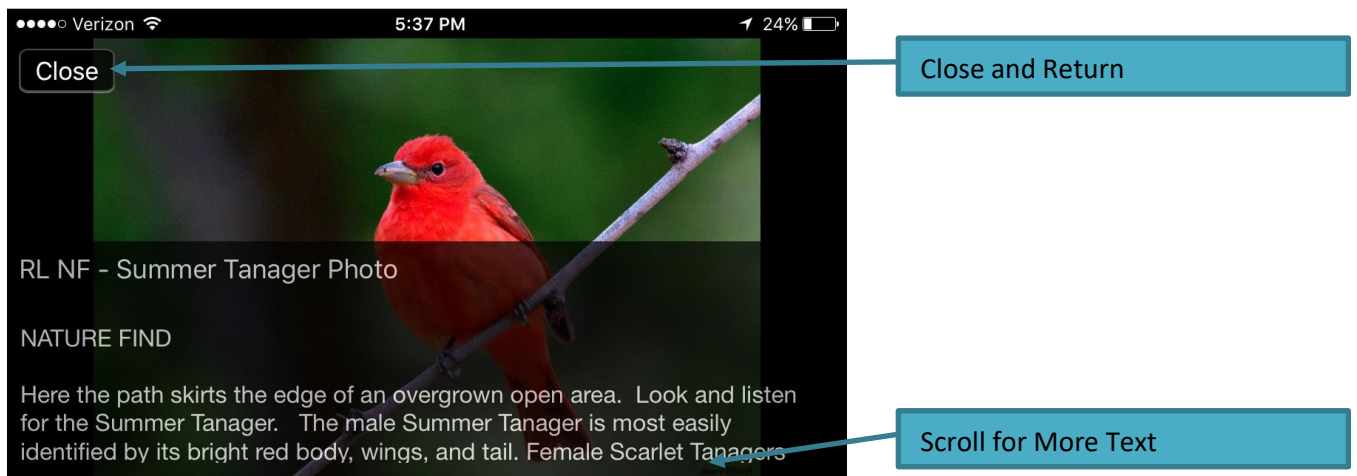 Verizon 5:37 PM 24%
Close
Close and Return
RL NF - Summer Tanager Photo
NATURE FIND
Here the path skirts the edge of an overgrown open area.  Look and listen
for the Summer Tanager.   The male Summer Tanager is most easily
identified by its bright red body, wings, and tail. Female Scarlet Tanagers
Scroll for More Text